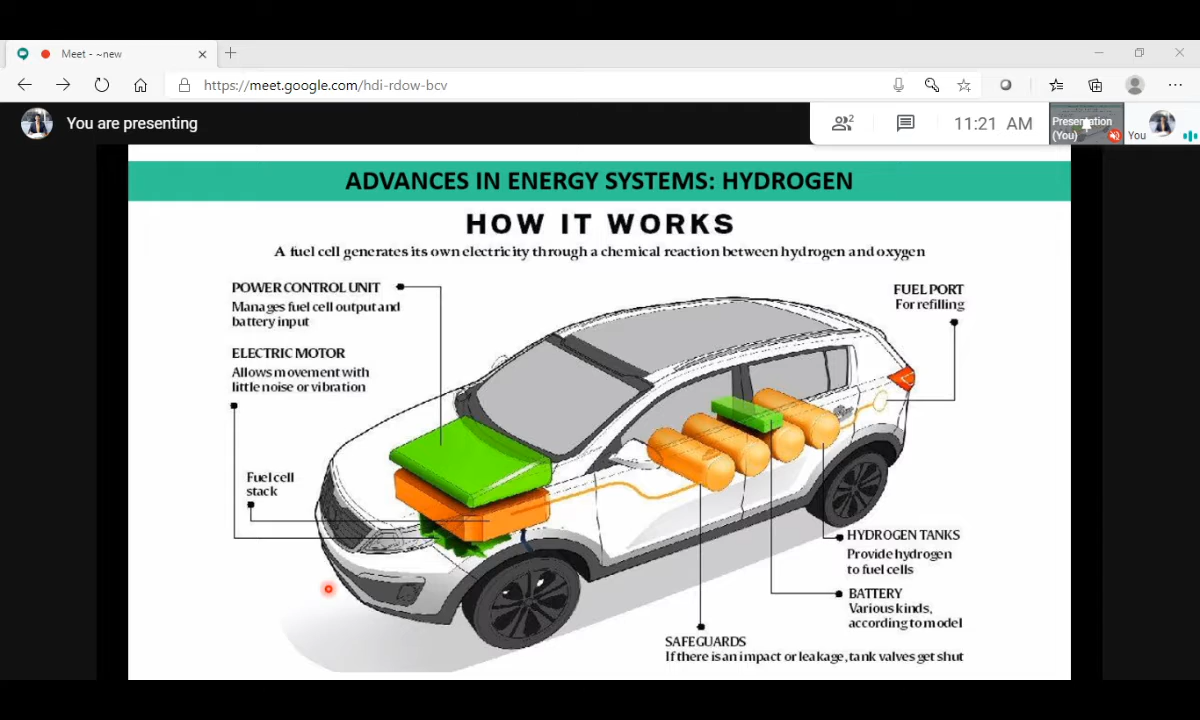 Meet - ~new
https://meet.google.com/hdi-rdow-bcv
You are presenting
2
11:21 AM
Presentation
(You)
You
ADVANCES IN ENERGY SYSTEMS: HYDROGEN
HOW IT WORKS
A fuel cell generates its own electricity through a chemical reaction between hydrogen and oxygen
POWER CONTROL UNIT
Manages fuel cell output and
battery input
ELECTRIC MOTOR
Allows movement with
little noise or vibration
Fuel cell
stack
FUEL PORT
For refilling
HYDROGEN TANKS
Provide hydrogen
to fuel cells
BATTERY
Various kinds,
according to model
SAFEGUARDS
If there is an impact or leakage, tank valves get shut